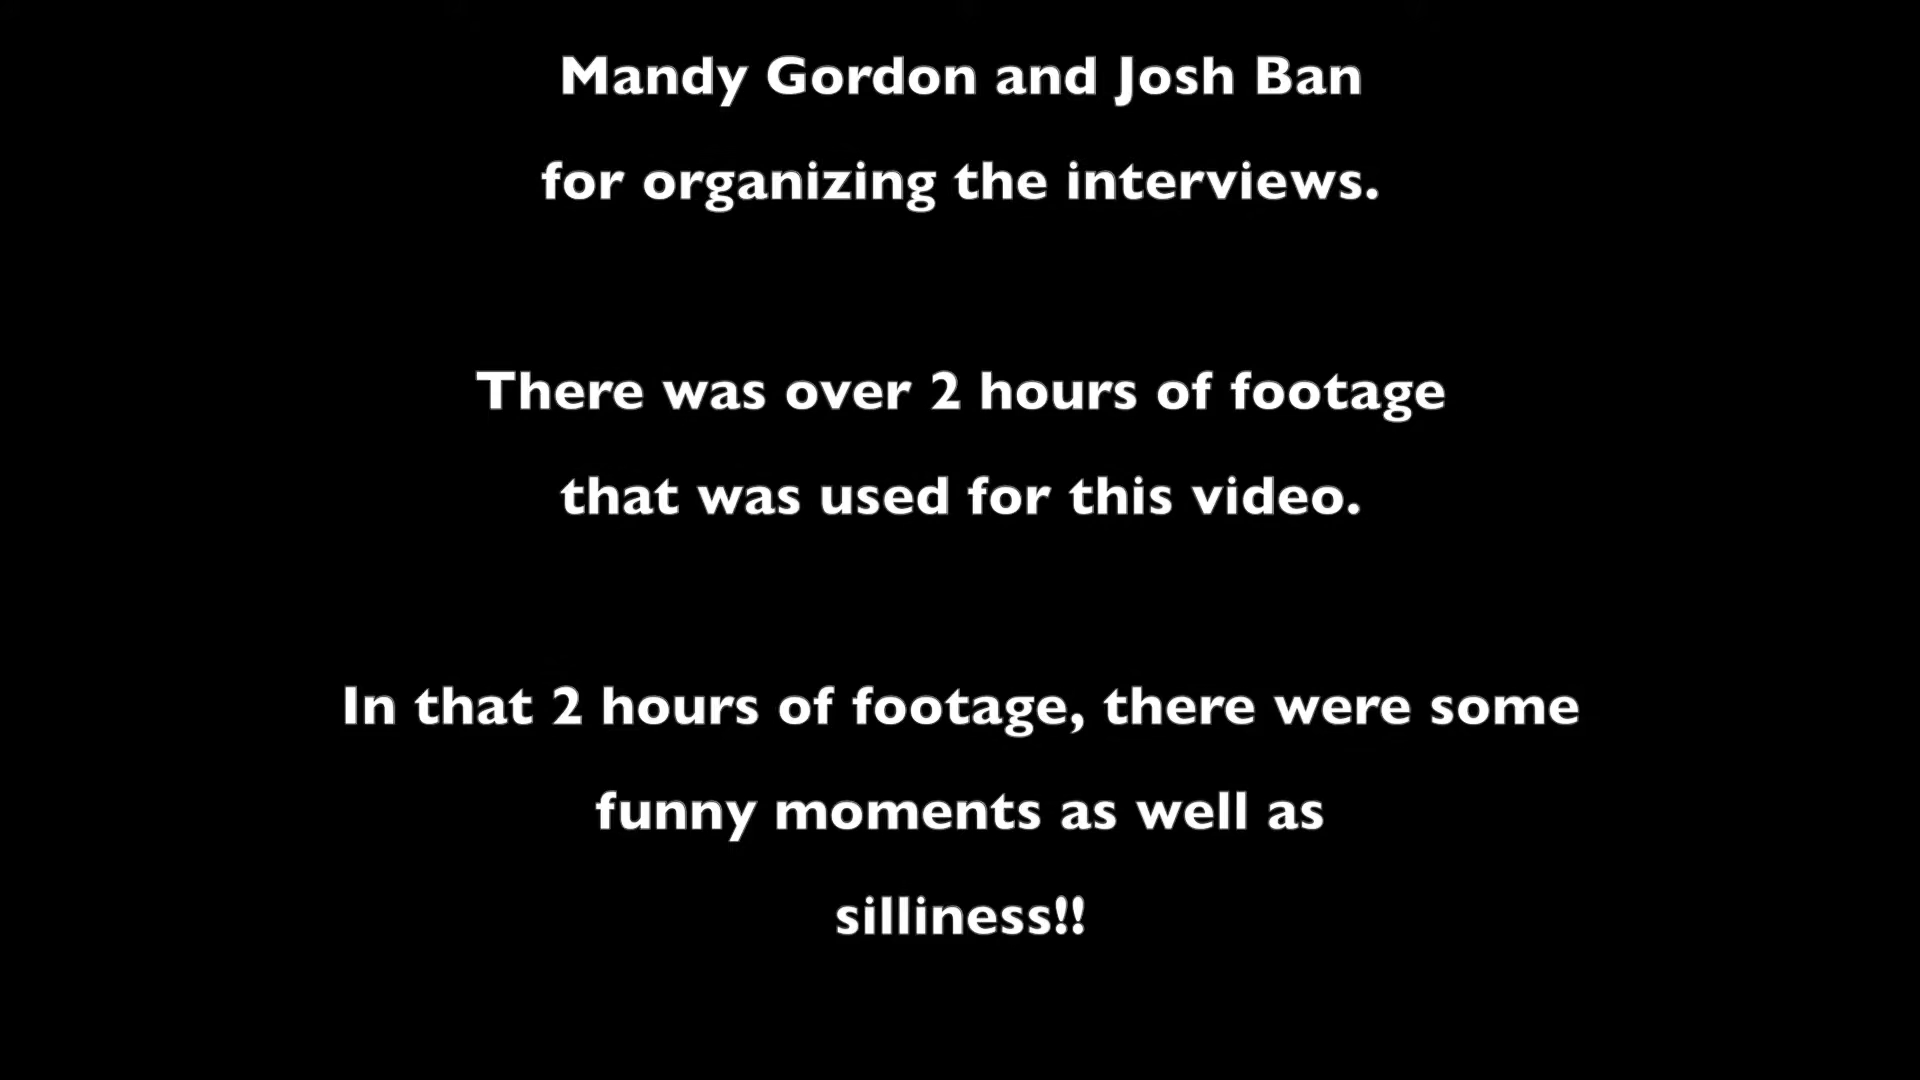 Mandy Gordon and Josh Ban
for organizing the interviews.
There was over 2 hours of footage
that was used for this video.
In that 2 hours of footage, there were some
funny moments as well as
silliness!!